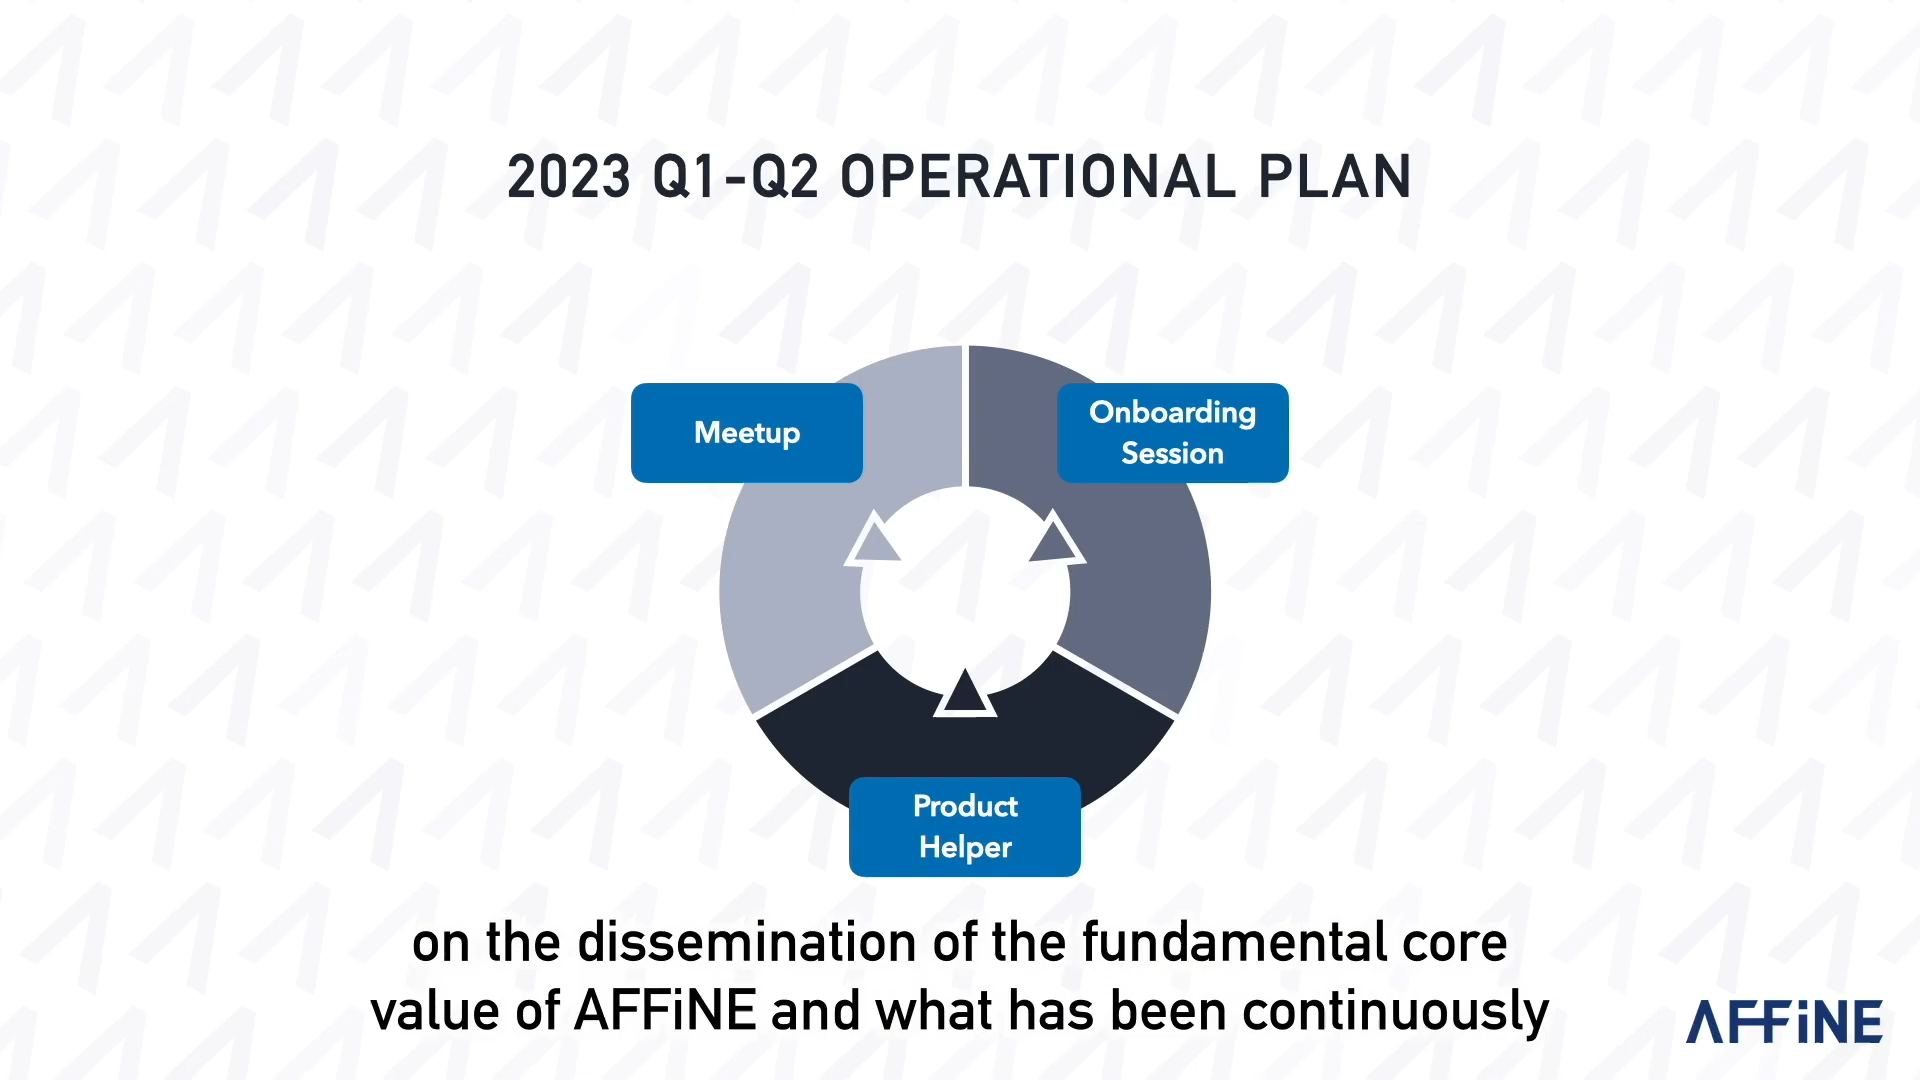 2023 Q1-Q2 OPERATIONAL PLAN
Meetup
Onboarding
Session
Product
Helper
on the dissemination of the fundamental core
value of AFFiNE and what has been continuously
AFFiNE